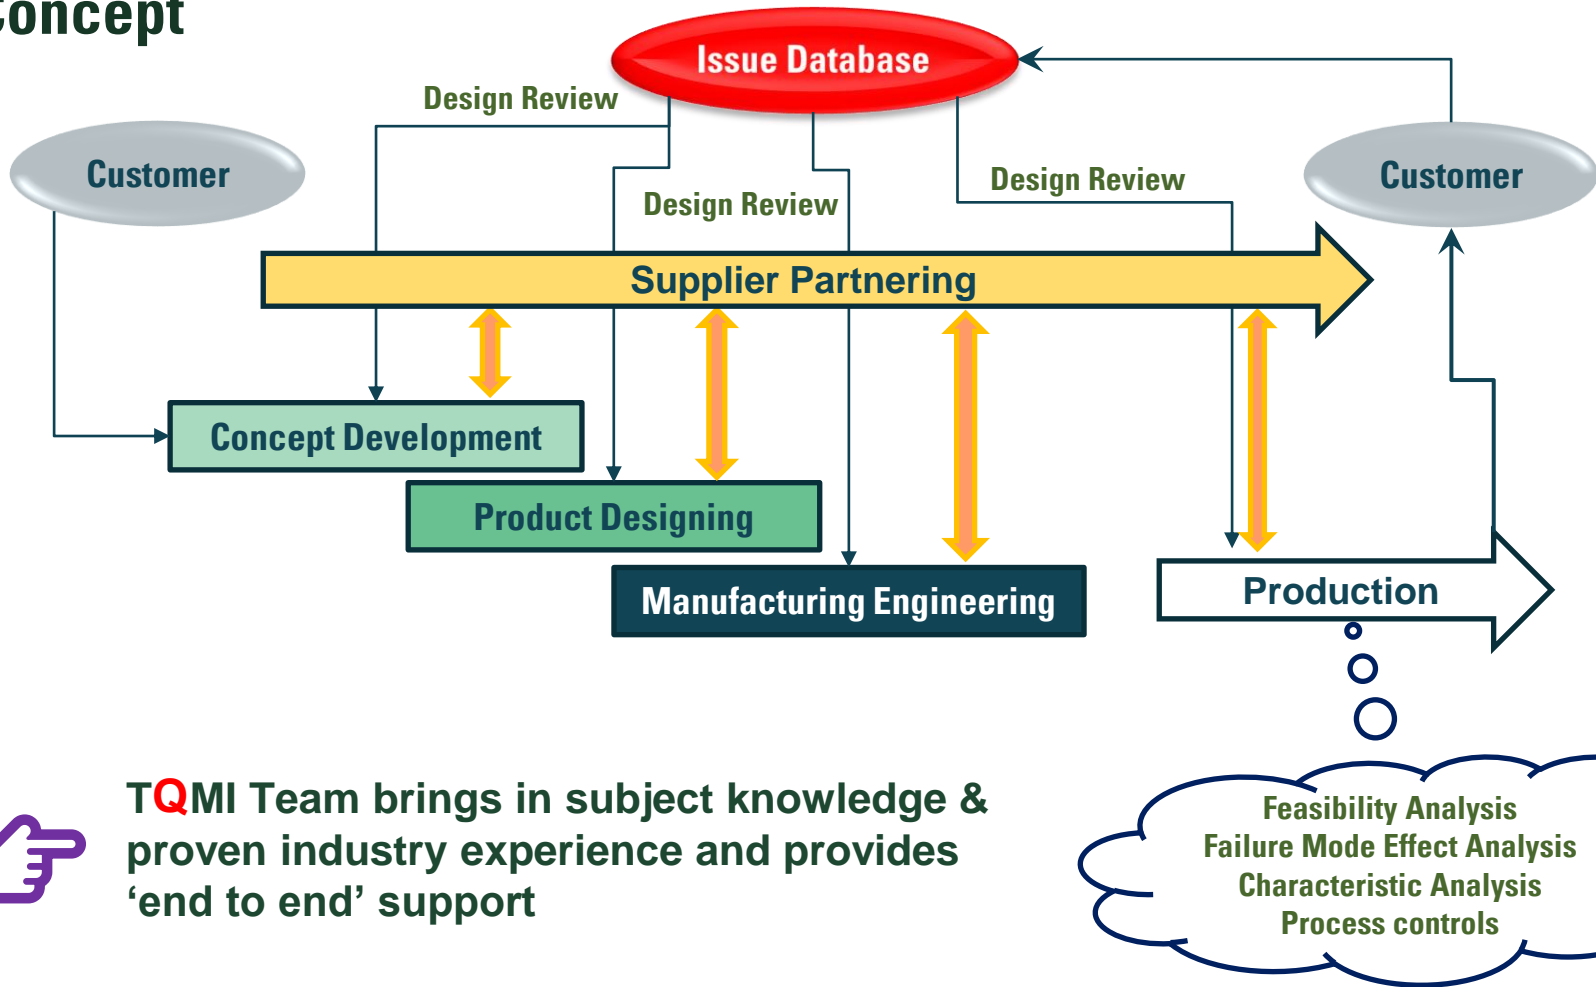 Concept
Issue Database
Design Review
Customer
Design Review
Design Review
Customer
Supplier Partnering
Concept Development
Product Designing
Manufacturing Engineering
Production
TQMI Team brings in subject knowledge &
proven industry experience and provides
‘end to end’ support
Feasibility Analysis
Failure Mode Effect Analysis
Characteristic Analysis
Process controls